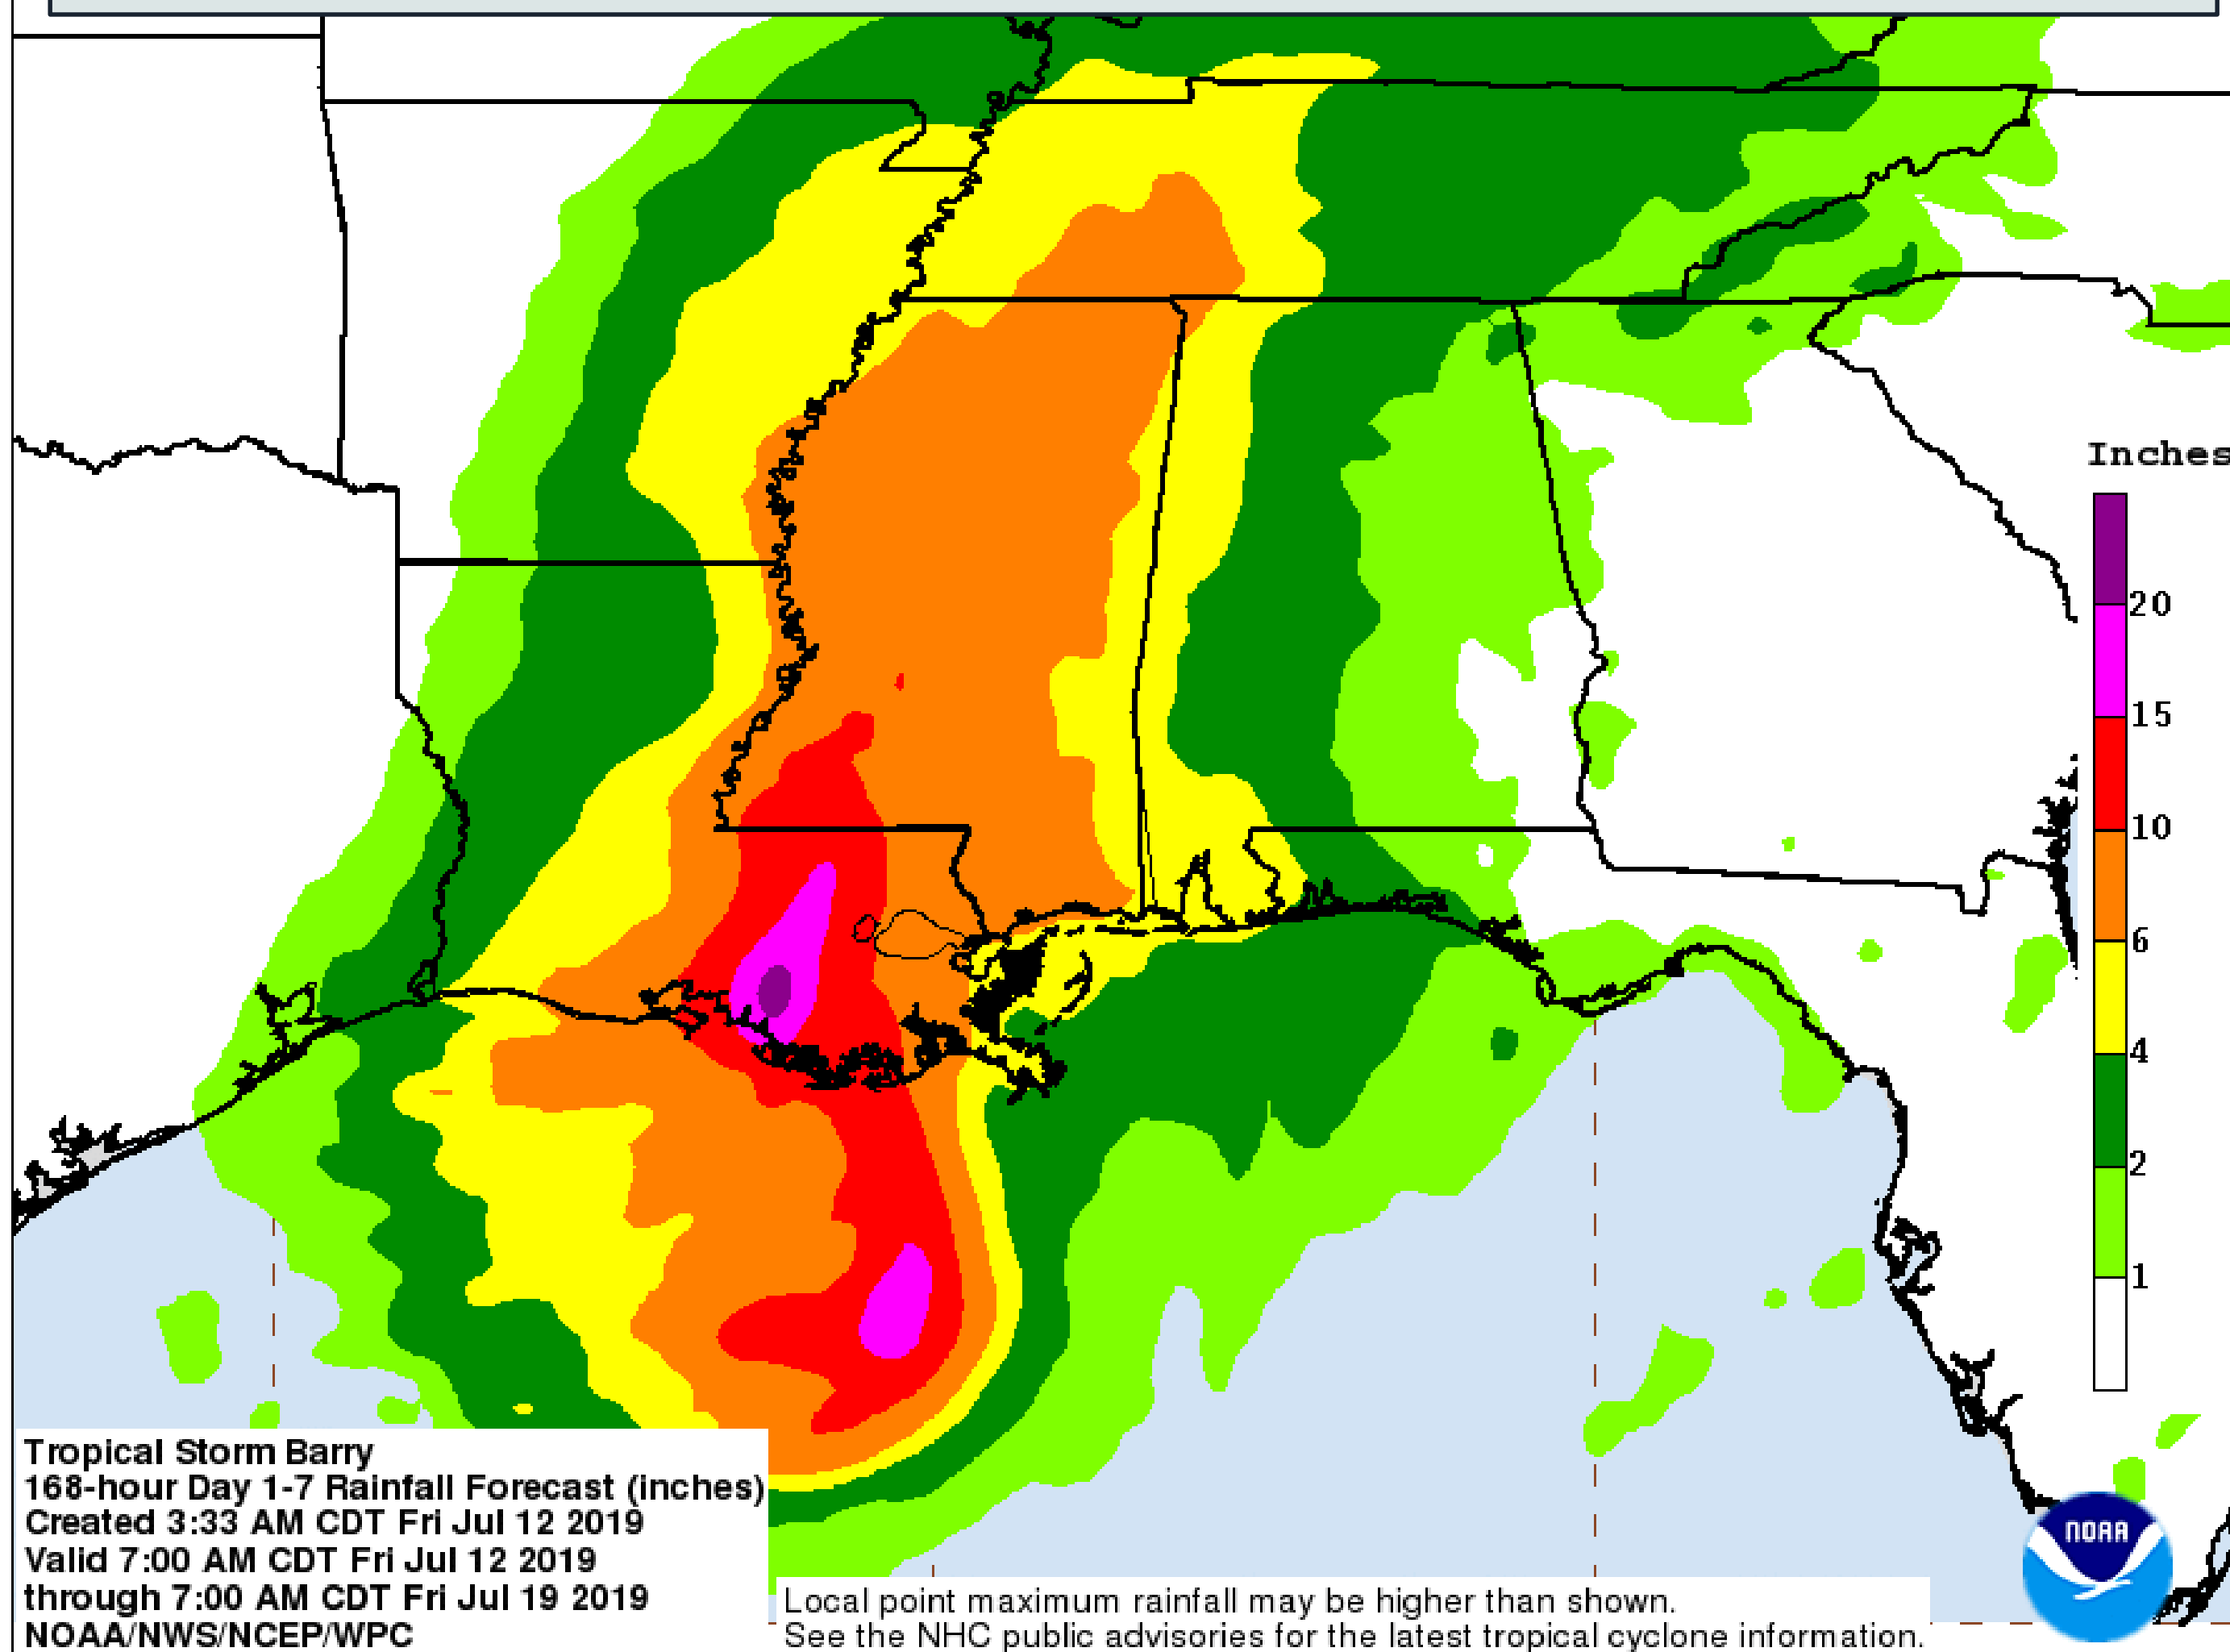 Inches
20
15
10
6
4
2
1
Tropical Storm Barry
168-hour Day 1-7 Rainfall Forecast (inches)
Created 3:33 AM CDT Fri Jul 12 2019
Valid 7:00 AM CDT Fri Jul 12 2019
through 7:00 AM CDT Fri Jul 19 2019
NOAA/NWS/NCEP/WPC
Local point maximum rainfall may be higher than shown.
See the NHC public advisories for the latest tropical cyclone information.
NOAA